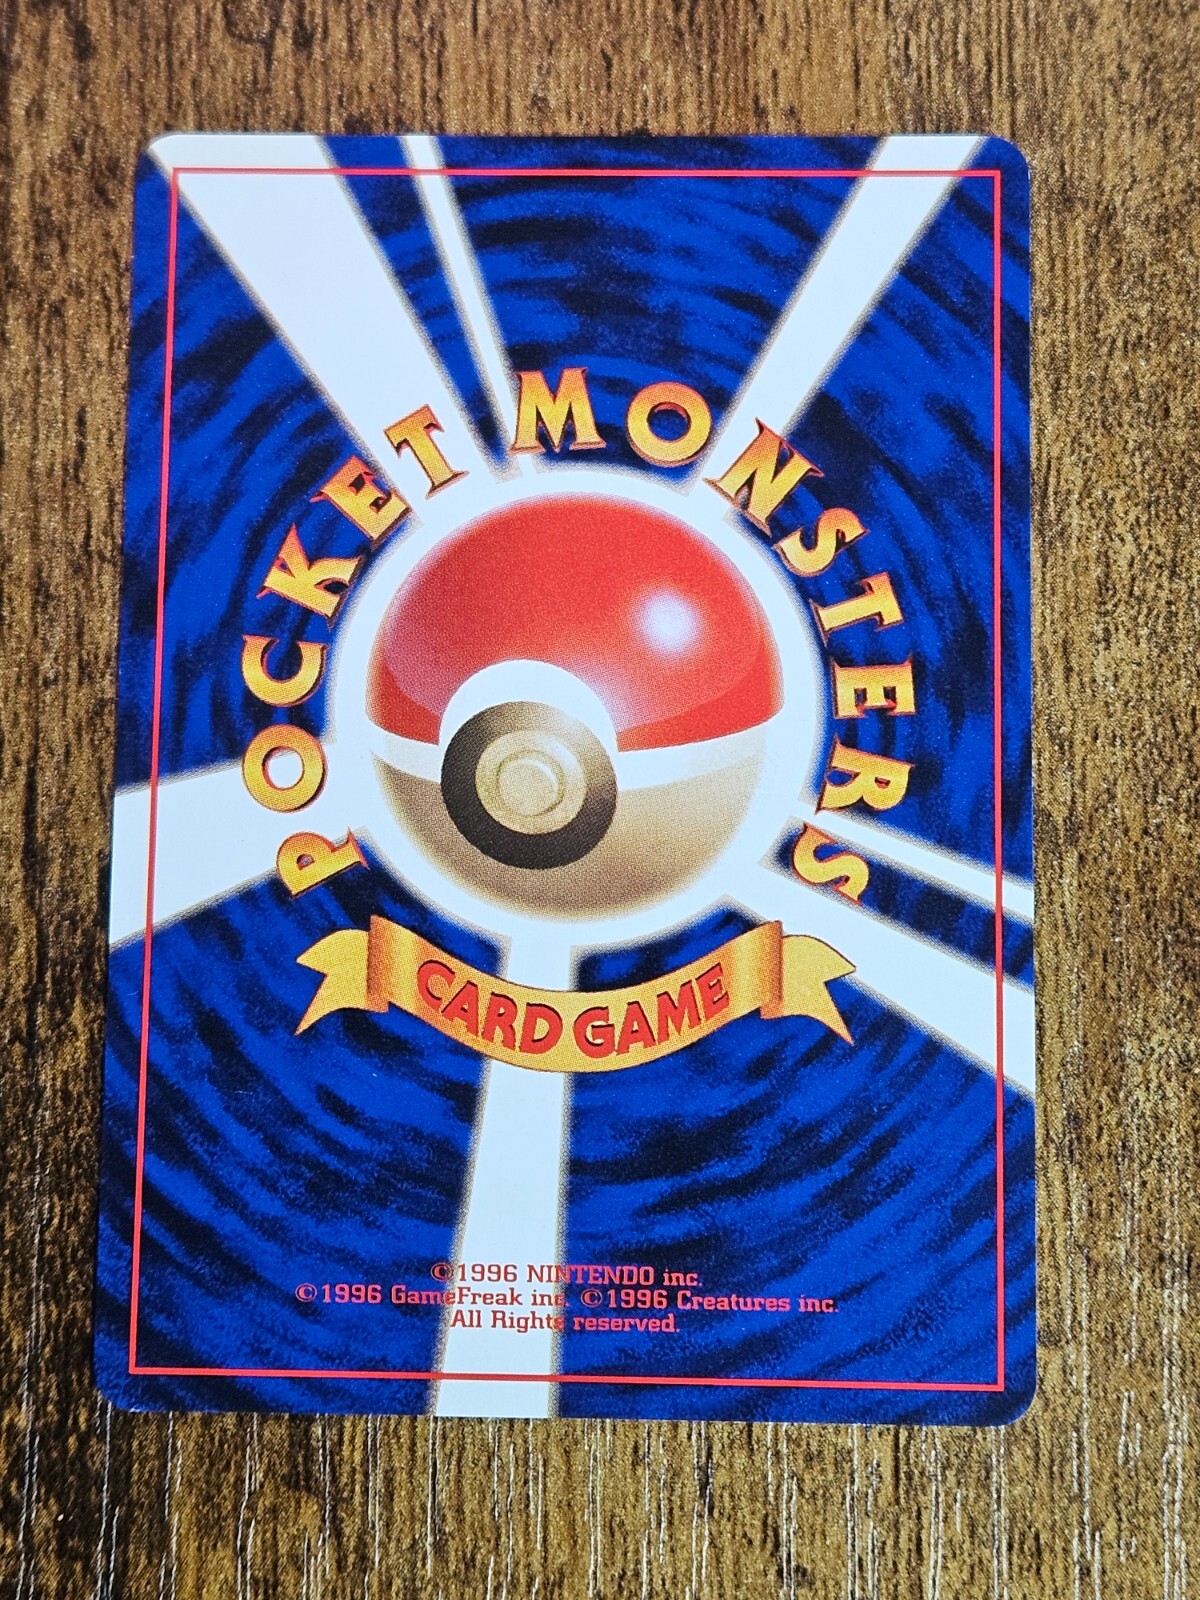 POCKET MONSTERS
CARD GAME
©1996 NINTENDO inc.
©1996 GameFreak inc. ©1996 Creatures inc.
All Rights reserved.